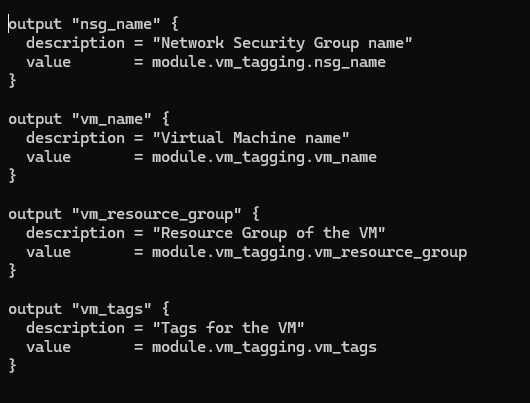 output "nsg_name" {
  description = "Network Security Group name"
  value       = module.vm_tagging.nsg_name
}

output "vm_name" {
  description = "Virtual Machine name"
  value       = module.vm_tagging.vm_name
}

output "vm_resource_group" {
  description = "Resource Group of the VM"
  value       = module.vm_tagging.vm_resource_group
}

output "vm_tags" {
  description = "Tags for the VM"
  value       = module.vm_tagging.vm_tags
}